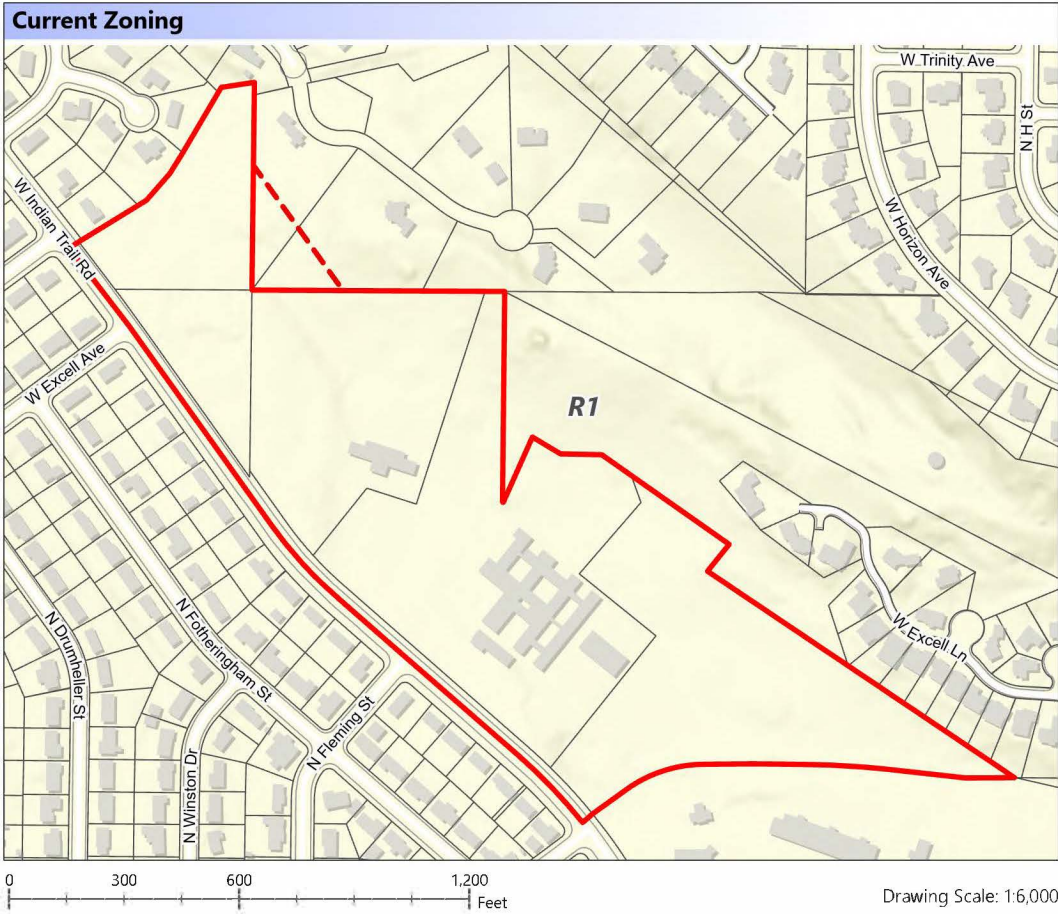 Current Zoning
W Trinity Ave
N H St
W Indian Trail Rd
W Horizon Ave
W Excell Ave
R1
N Drumheller St
N Fotheringham St
W Excell Ln
N Fleming St
N Winston Dr
0 300 600 1,200
Feet
Drawing Scale: 1:6,000